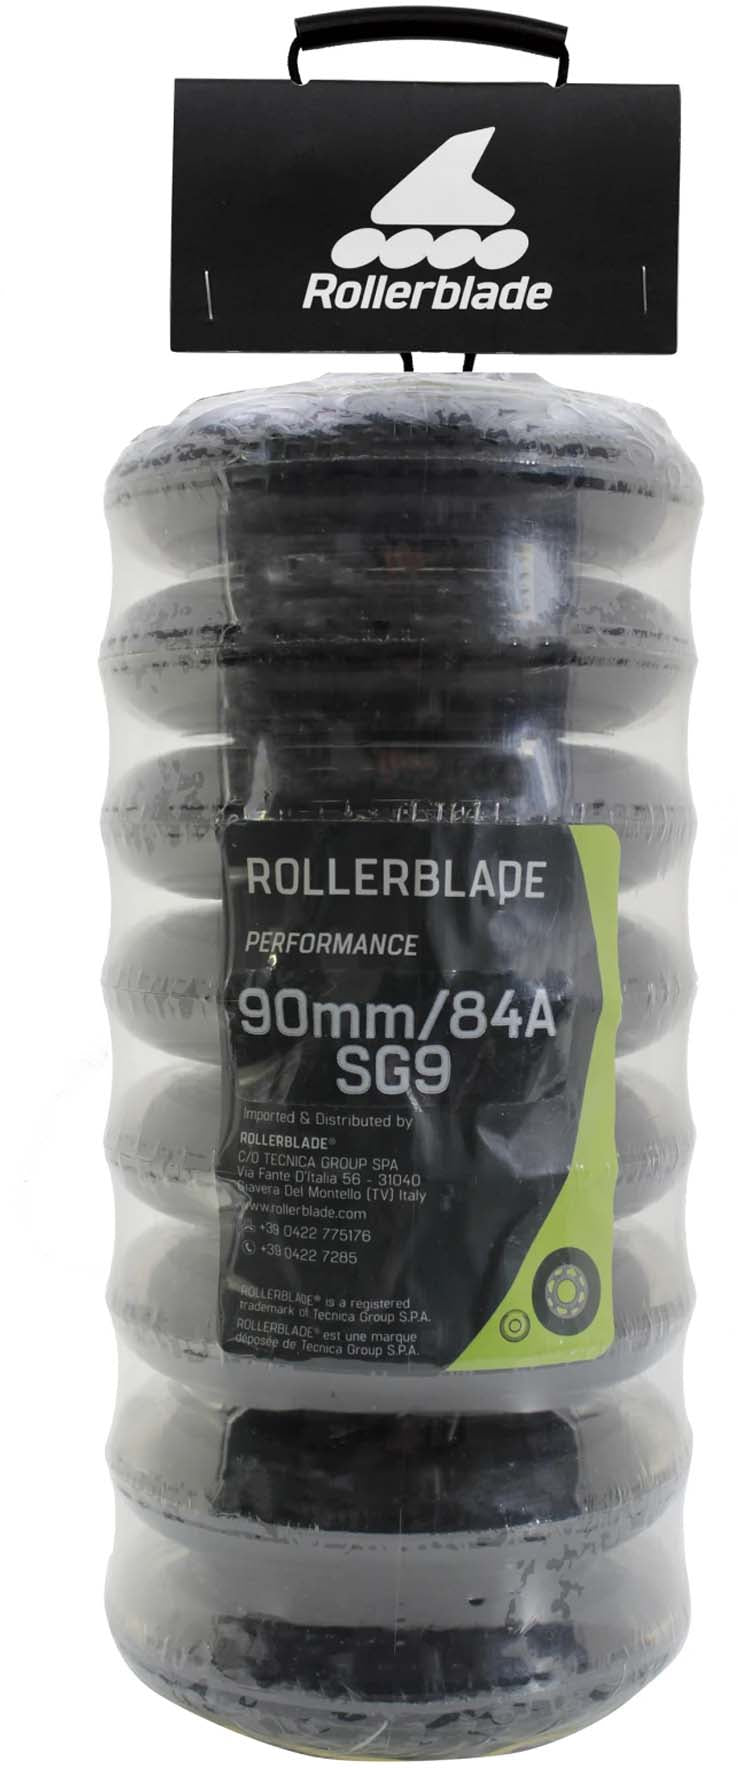 Rollerblade
ROLLERBLADE
PERFORMANCE
90mm/84A
SG9
Imported & Distributed by
ROLLERBLADE®
C/O TECNICA GROUP SPA
Via Fante D'Italia 56 - 31040
Giavera Del Montello (TV) Italy
www.rollerblade.com
+39 0422 775176
+39 0422 7285
ROLLERBLADE® is a registered
trademark of Tecnica Group S.P.A.
ROLLERBLADE® est une marque
déposée de Tecnica Group S.P.A.